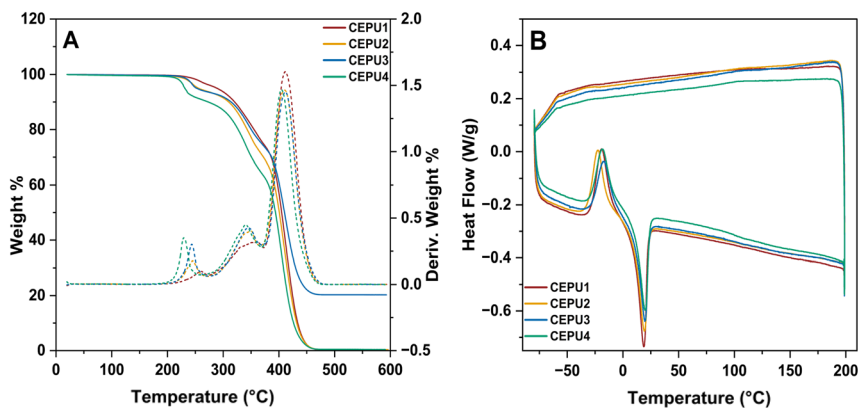 A
CEPU1
CEPU2
CEPU3
CEPU4
120
100
80
60
40
20
0
Weight %
2.0
1.5
1.0
0.5
0.0
−0.5
Deriv. Weight %
0 100 200 300 400 500 600
Temperature (°C)
B
0.4
0.2
0.0
−0.2
−0.4
−0.6
Heat Flow (W/g)
CEPU1
CEPU2
CEPU3
CEPU4
−50 0 50 100 150 200
Temperature (°C)